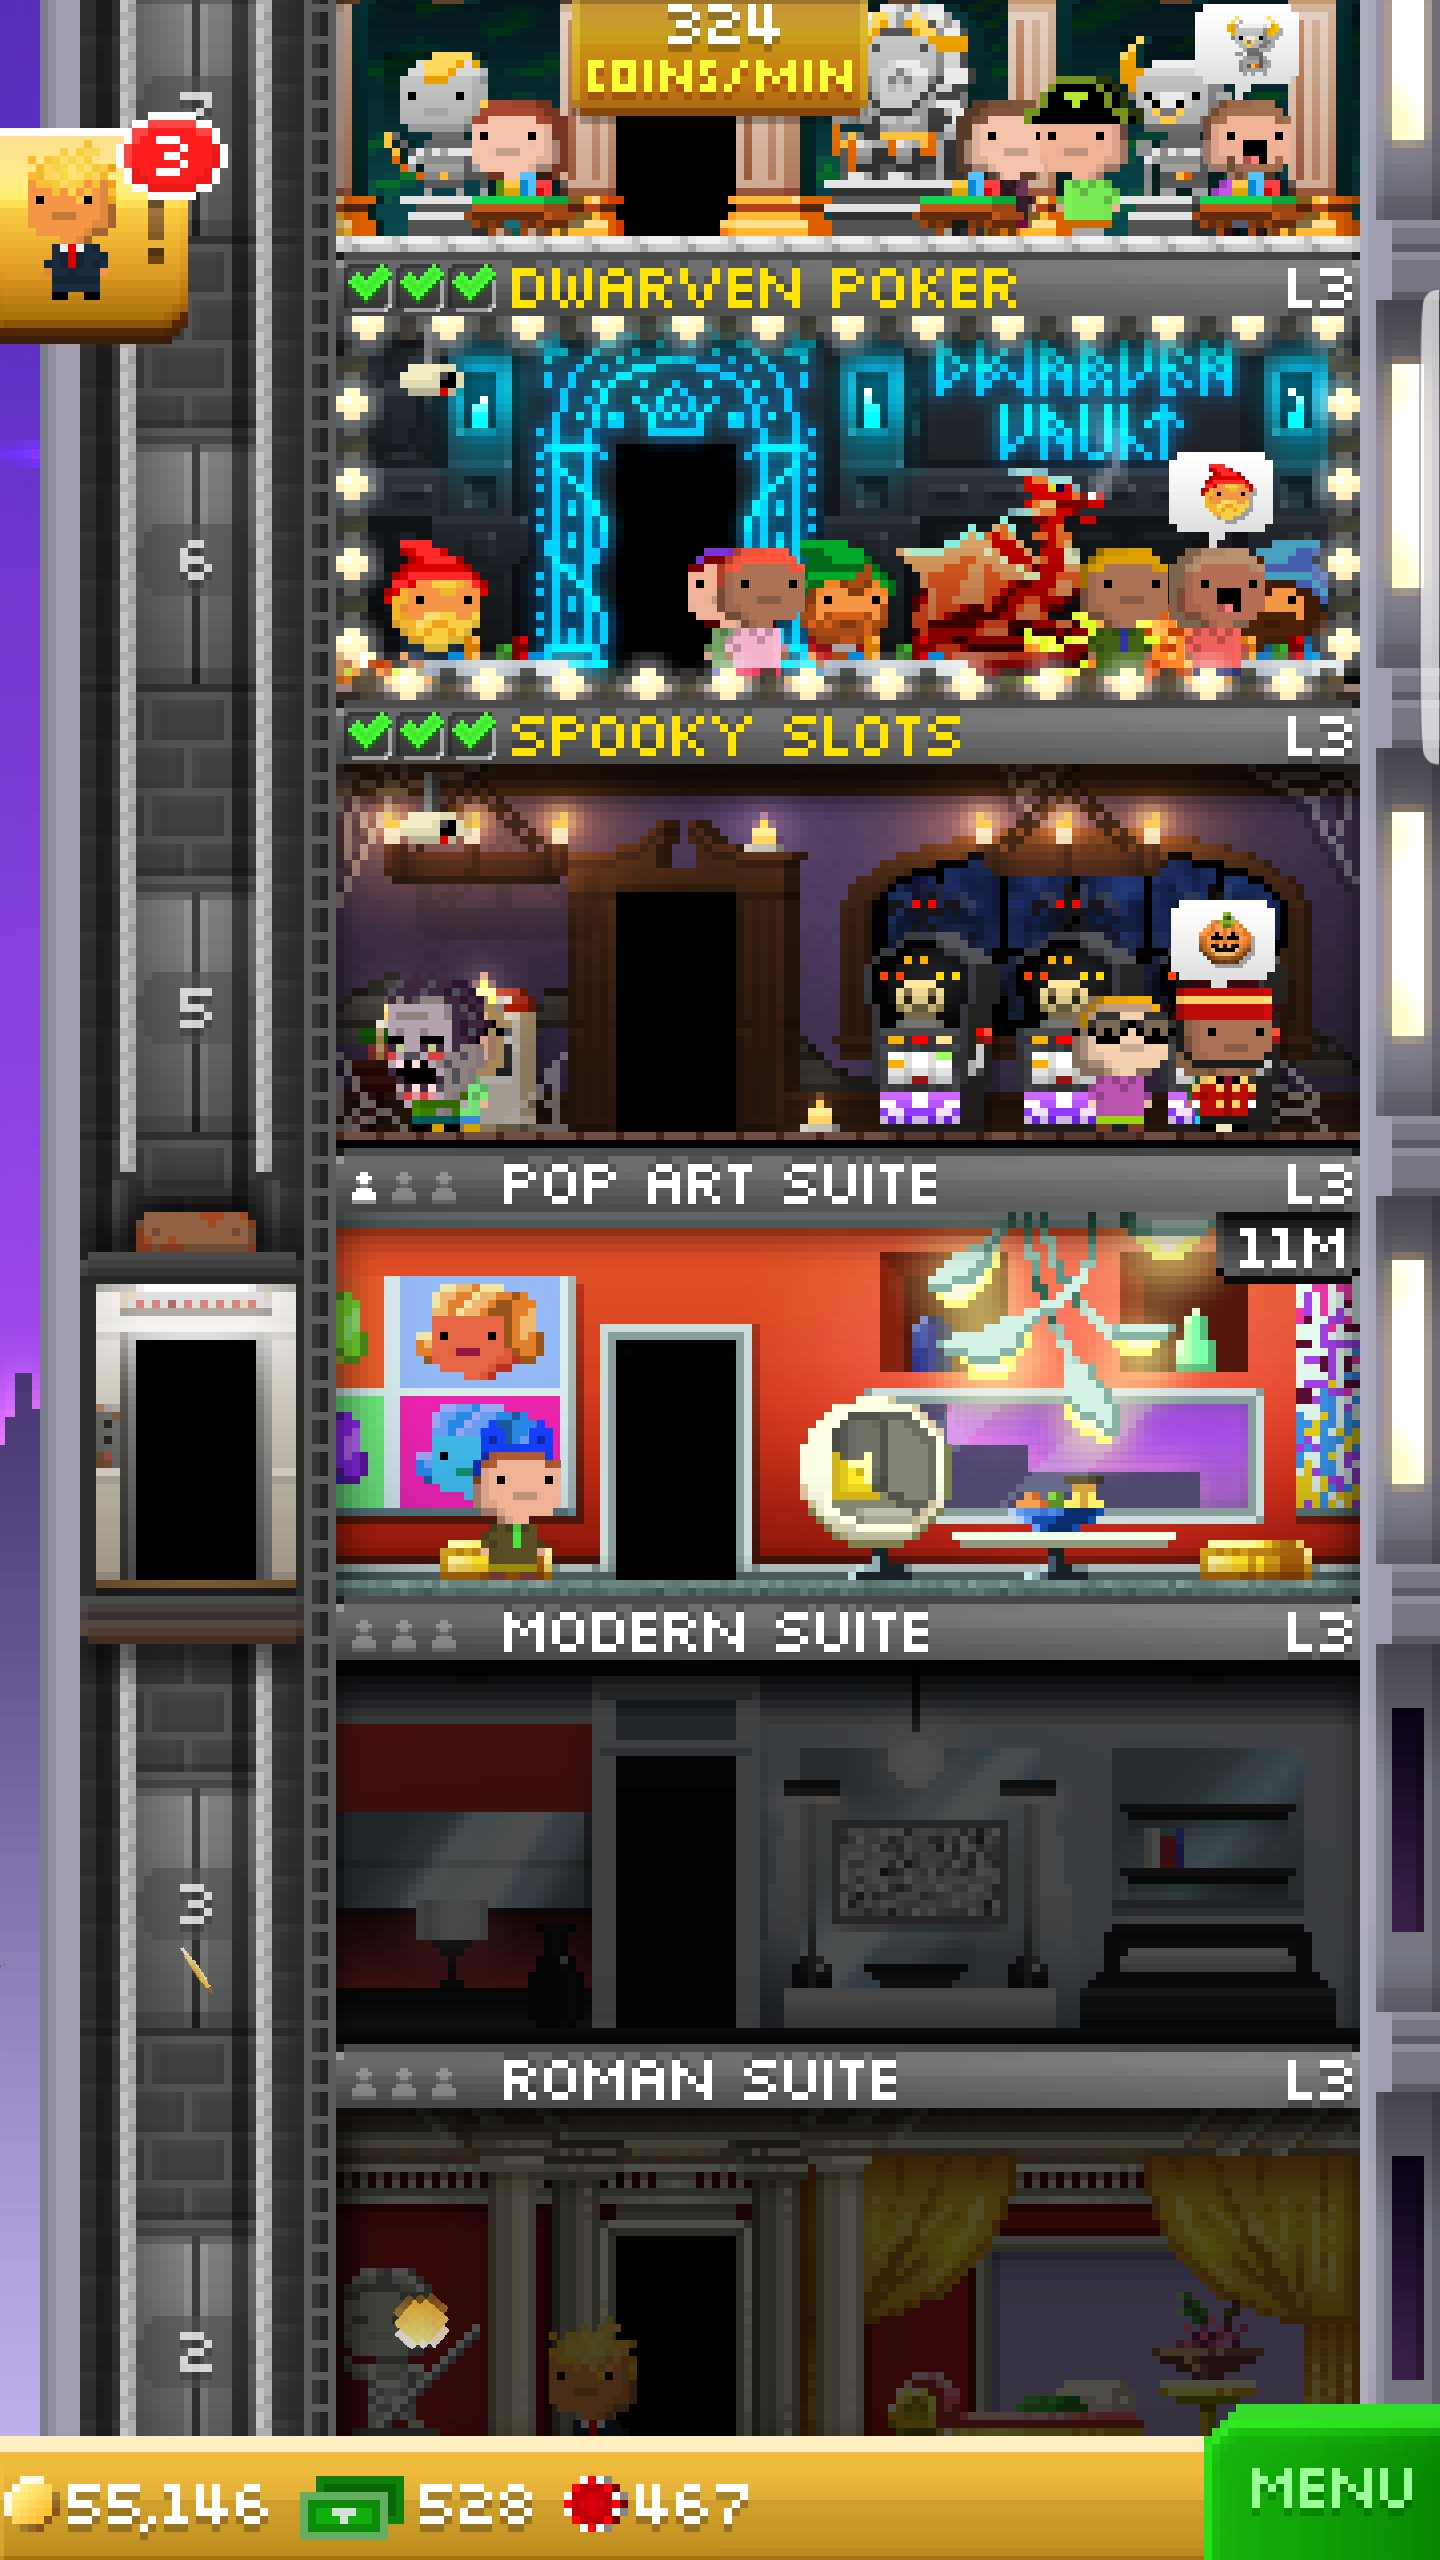 324
COINS/MIN
7
3
!
DWARVEN POKER L3
DWARVEN
VAULT
6
SPOOKY SLOTS L3
5
POP ART SUITE L3
11M
MODERN SUITE L3
3
ROMAN SUITE L3
2
55,146 528 467
MENU